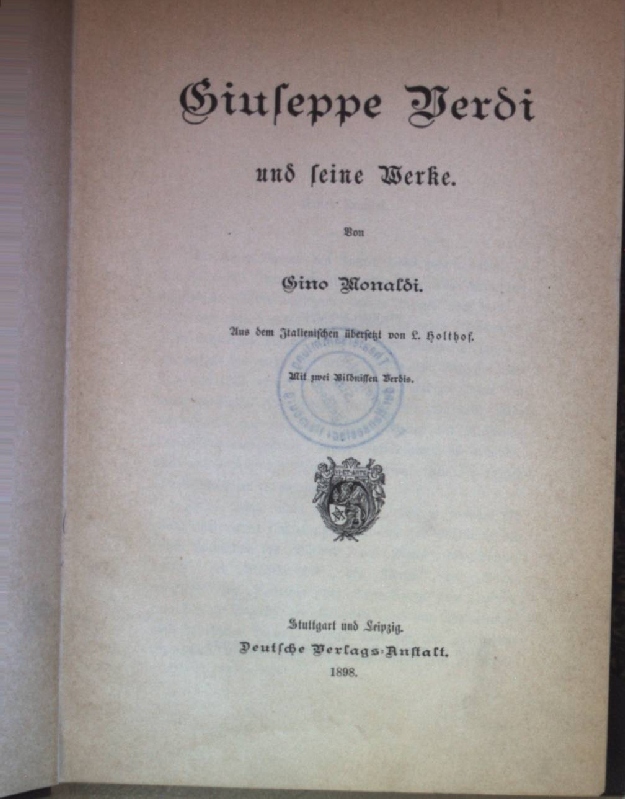 Giuseppe Verdi
und seine Werke.
Von
Gino Monaldi.
Aus dem Italienischen übersetzt von L. Holthof.
Mit zwei Bildnissen Verdis.
Stuttgart und Leipzig.
Deutsche Verlags-Anstalt.
1898.